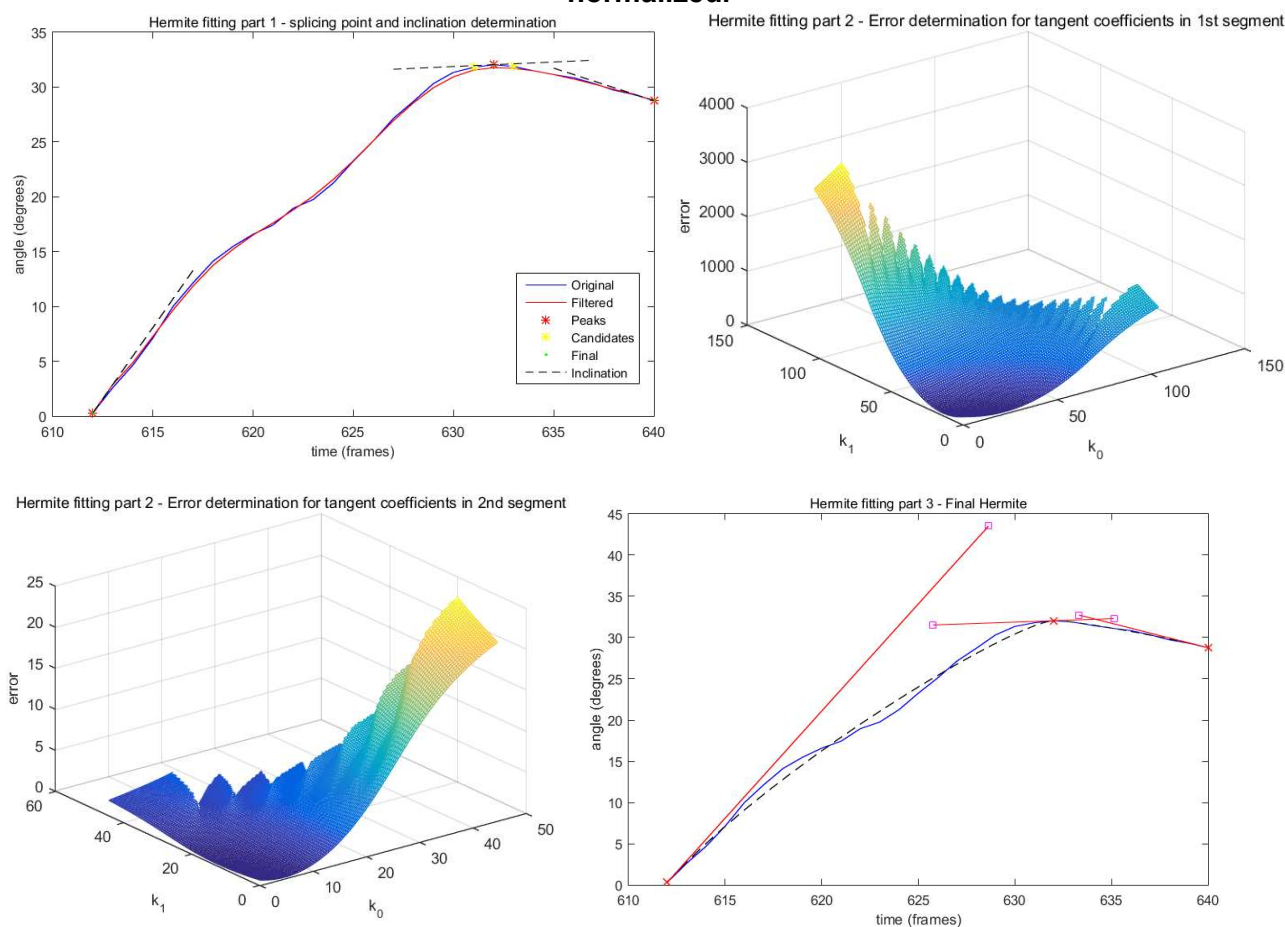 normalized.
Hermite fitting part 1 - splicing point and inclination determination
35
30
25
20
15
10
5
0
610
615
620
625
630
635
640
angle (degrees)
time (frames)
Original
Filtered
Peaks
Candidates
Final
Inclination
Hermite fitting part 2 - Error determination for tangent coefficients in 1st segment
4000
3000
2000
1000
0
error
150
100
50
0
k1
0
50
100
150
k0
Hermite fitting part 2 - Error determination for tangent coefficients in 2nd segment
25
20
15
10
5
0
error
60
40
20
0
k1
0
10
20
30
40
50
k0
Hermite fitting part 3 - Final Hermite
45
40
35
30
25
20
15
10
5
0
610
615
620
625
630
635
640
angle (degrees)
time (frames)